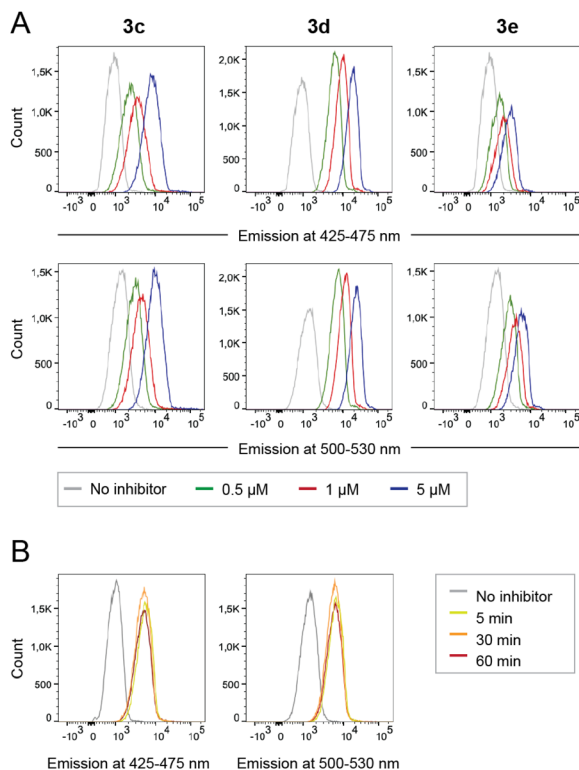 A
3c 3d 3e
Count
1,5K 1,0K 500 0
2,0K 1,5K 1,0K 500 0
1,5K 1,0K 500 0
-10³ 0 10³ 10⁴ 10⁵
-10³ 0 10³ 10⁴ 10⁵
-10³ 0 10³ 10⁴ 10⁵
Emission at 425-475 nm
Count
1,5K 1,0K 500 0
2,0K 1,5K 1,0K 500 0
1,5K 1,0K 500 0
-10³ 0 10³ 10⁴ 10⁵
-10³ 0 10³ 10⁴ 10⁵
-10³ 0 10³ 10⁴ 10⁵
Emission at 500-530 nm
No inhibitor 0.5 µM 1 µM 5 µM
B
Count
1,5K 1,0K 500 0
1,5K 1,0K 500 0
-10³ 0 10³ 10⁴ 10⁵
-10³ 0 10³ 10⁴ 10⁵
Emission at 425-475 nm Emission at 500-530 nm
No inhibitor
5 min
30 min
60 min